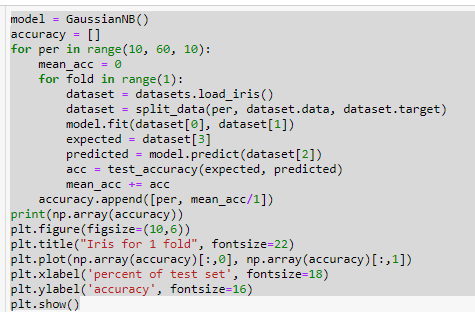 model = GaussianNB()
accuracy = []
for per in range(10, 60, 10):
    mean_acc = 0
    for fold in range(1):
        dataset = datasets.load_iris()
        dataset = split_data(per, dataset.data, dataset.target)
        model.fit(dataset[0], dataset[1])
        expected = dataset[3]
        predicted = model.predict(dataset[2])
        acc = test_accuracy(expected, predicted)
        mean_acc += acc
    accuracy.append([per, mean_acc/1])
print(np.array(accuracy))
plt.figure(figsize=(10,6))
plt.title("Iris for 1 fold", fontsize=22)
plt.plot(np.array(accuracy)[:,0], np.array(accuracy)[:,1])
plt.xlabel('percent of test set', fontsize=18)
plt.ylabel('accuracy', fontsize=16)
plt.show()